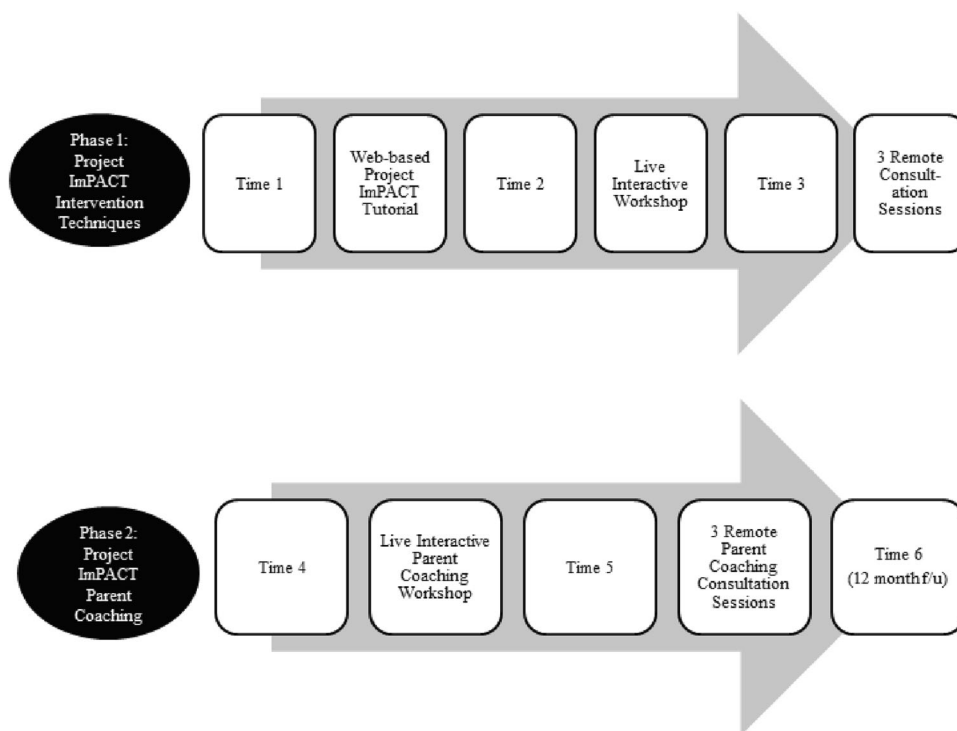 Phase 1:
Project
ImPACT
Intervention
Techniques
Time 1
Web-based
Project
ImPACT
Tutorial
Time 2
Live
Interactive
Workshop
Time 3
3 Remote
Consult-
ation
Sessions
Phase 2:
Project
ImPACT
Parent
Coaching
Time 4
Live Interactive
Parent
Coaching
Workshop
Time 5
3 Remote
Parent
Coaching
Consultation
Sessions
Time 6
(12 month f/u)